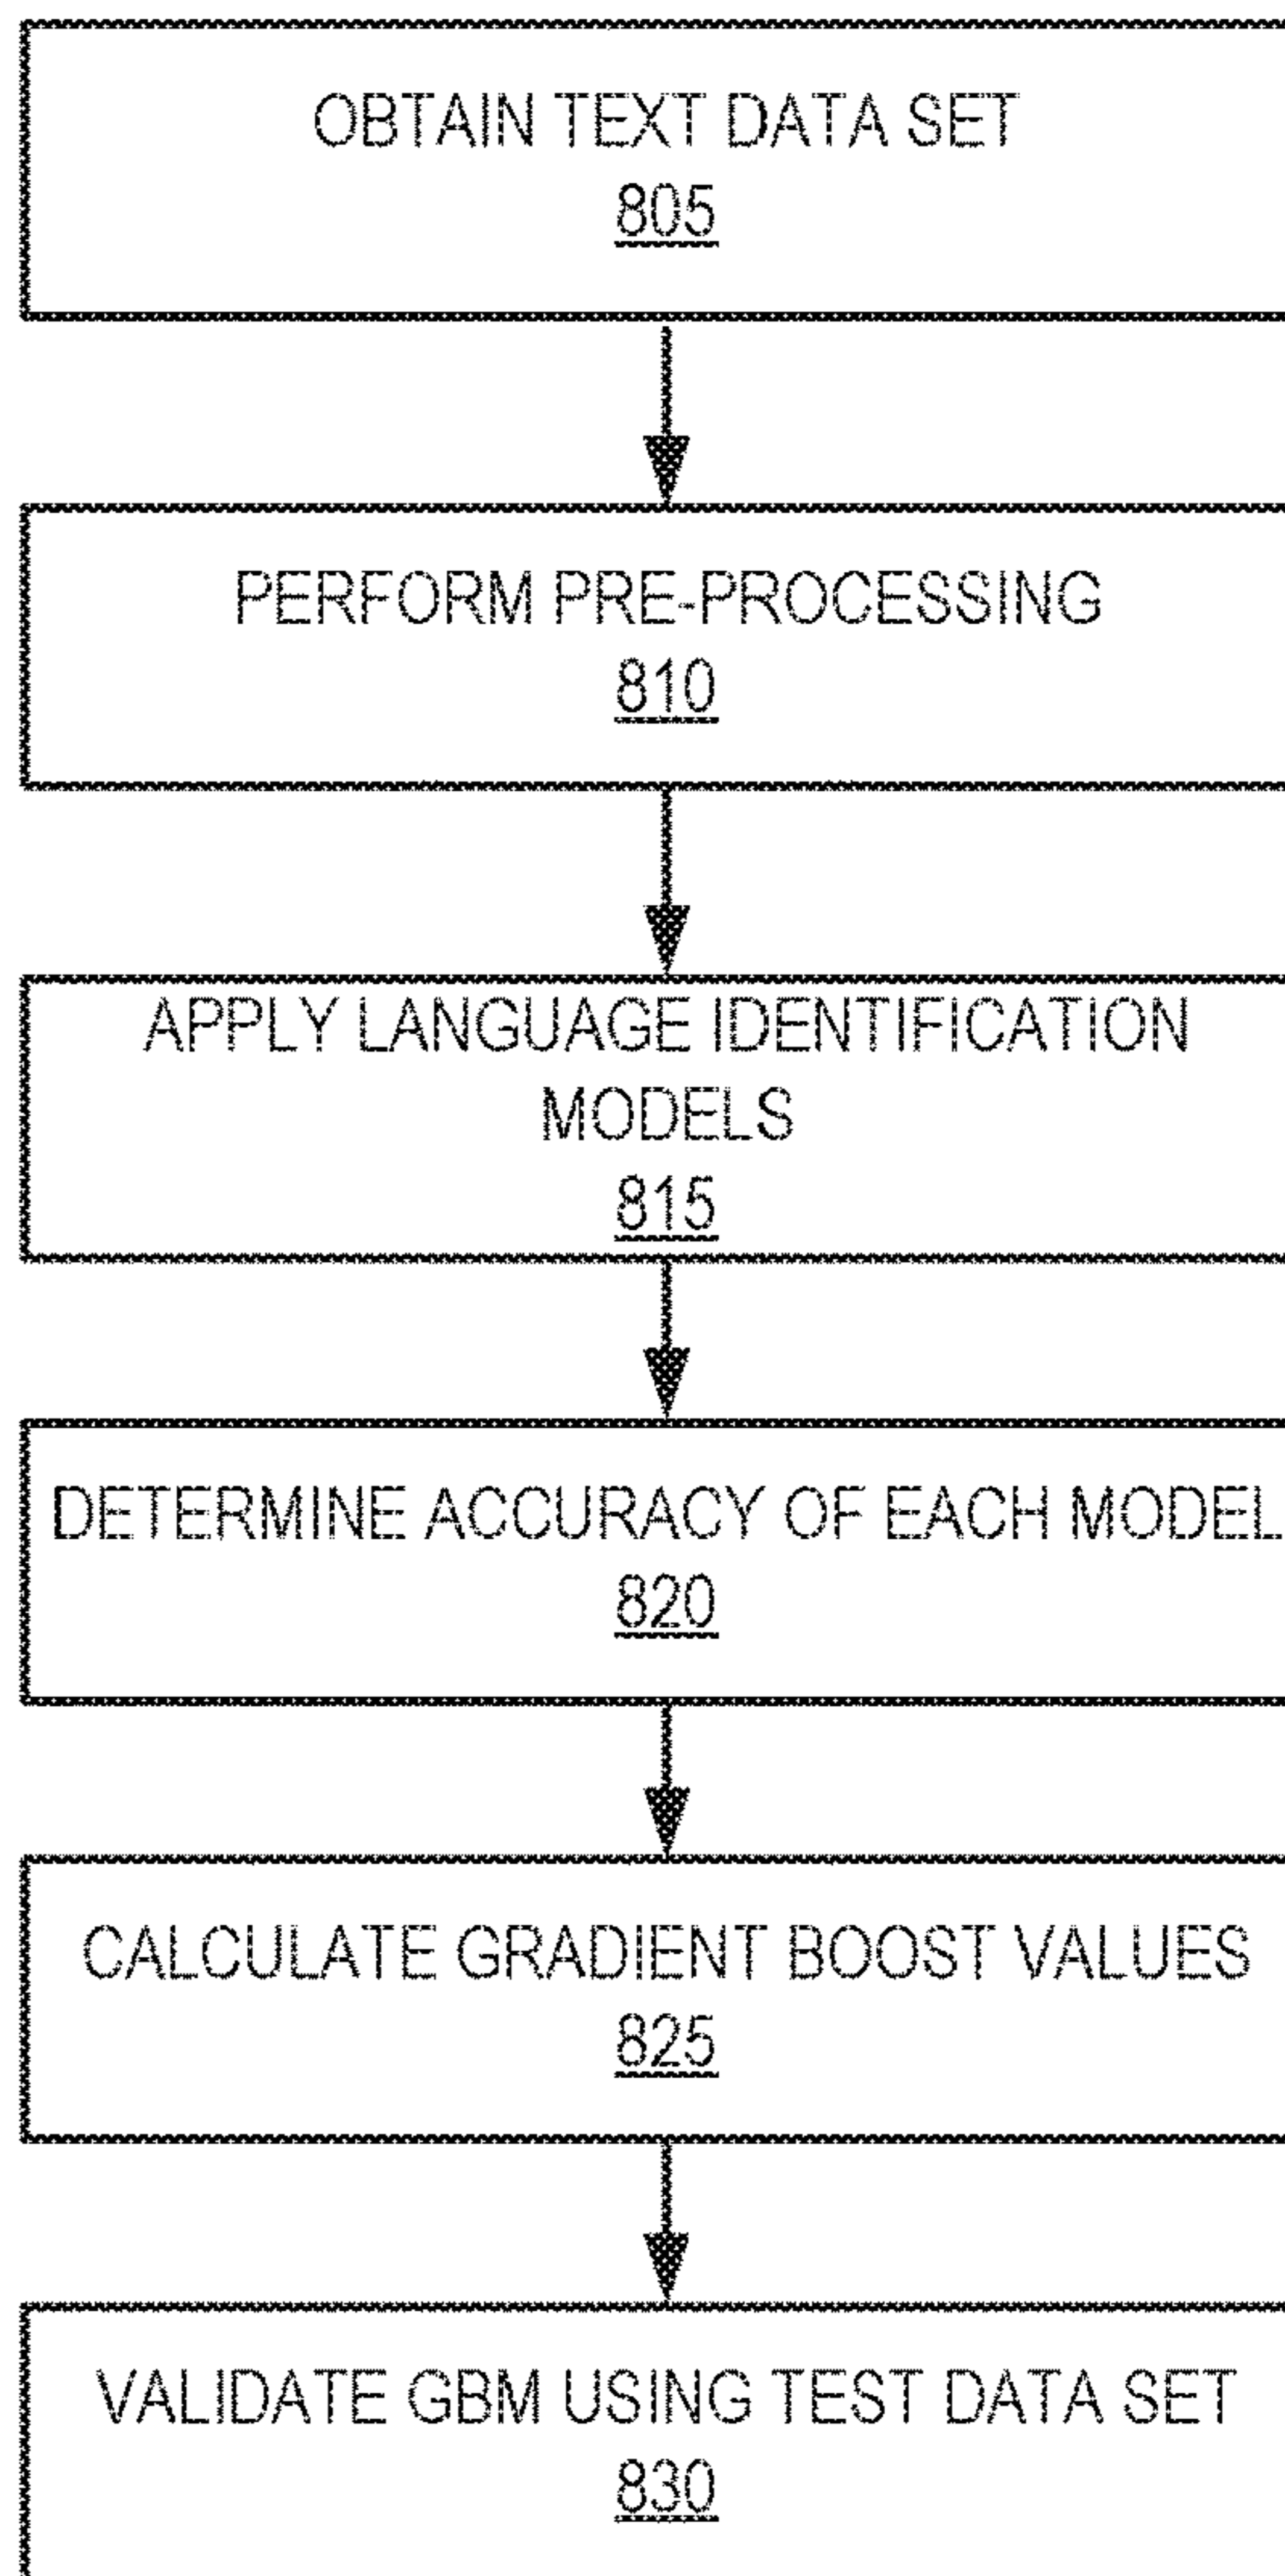 OBTAIN TEXT DATA SET
805
PERFORM PRE-PROCESSING
810
APPLY LANGUAGE IDENTIFICATION
MODELS
815
DETERMINE ACCURACY OF EACH MODEL
820
CALCULATE GRADIENT BOOST VALUES
825
VALIDATE GBM USING TEST DATA SET
830